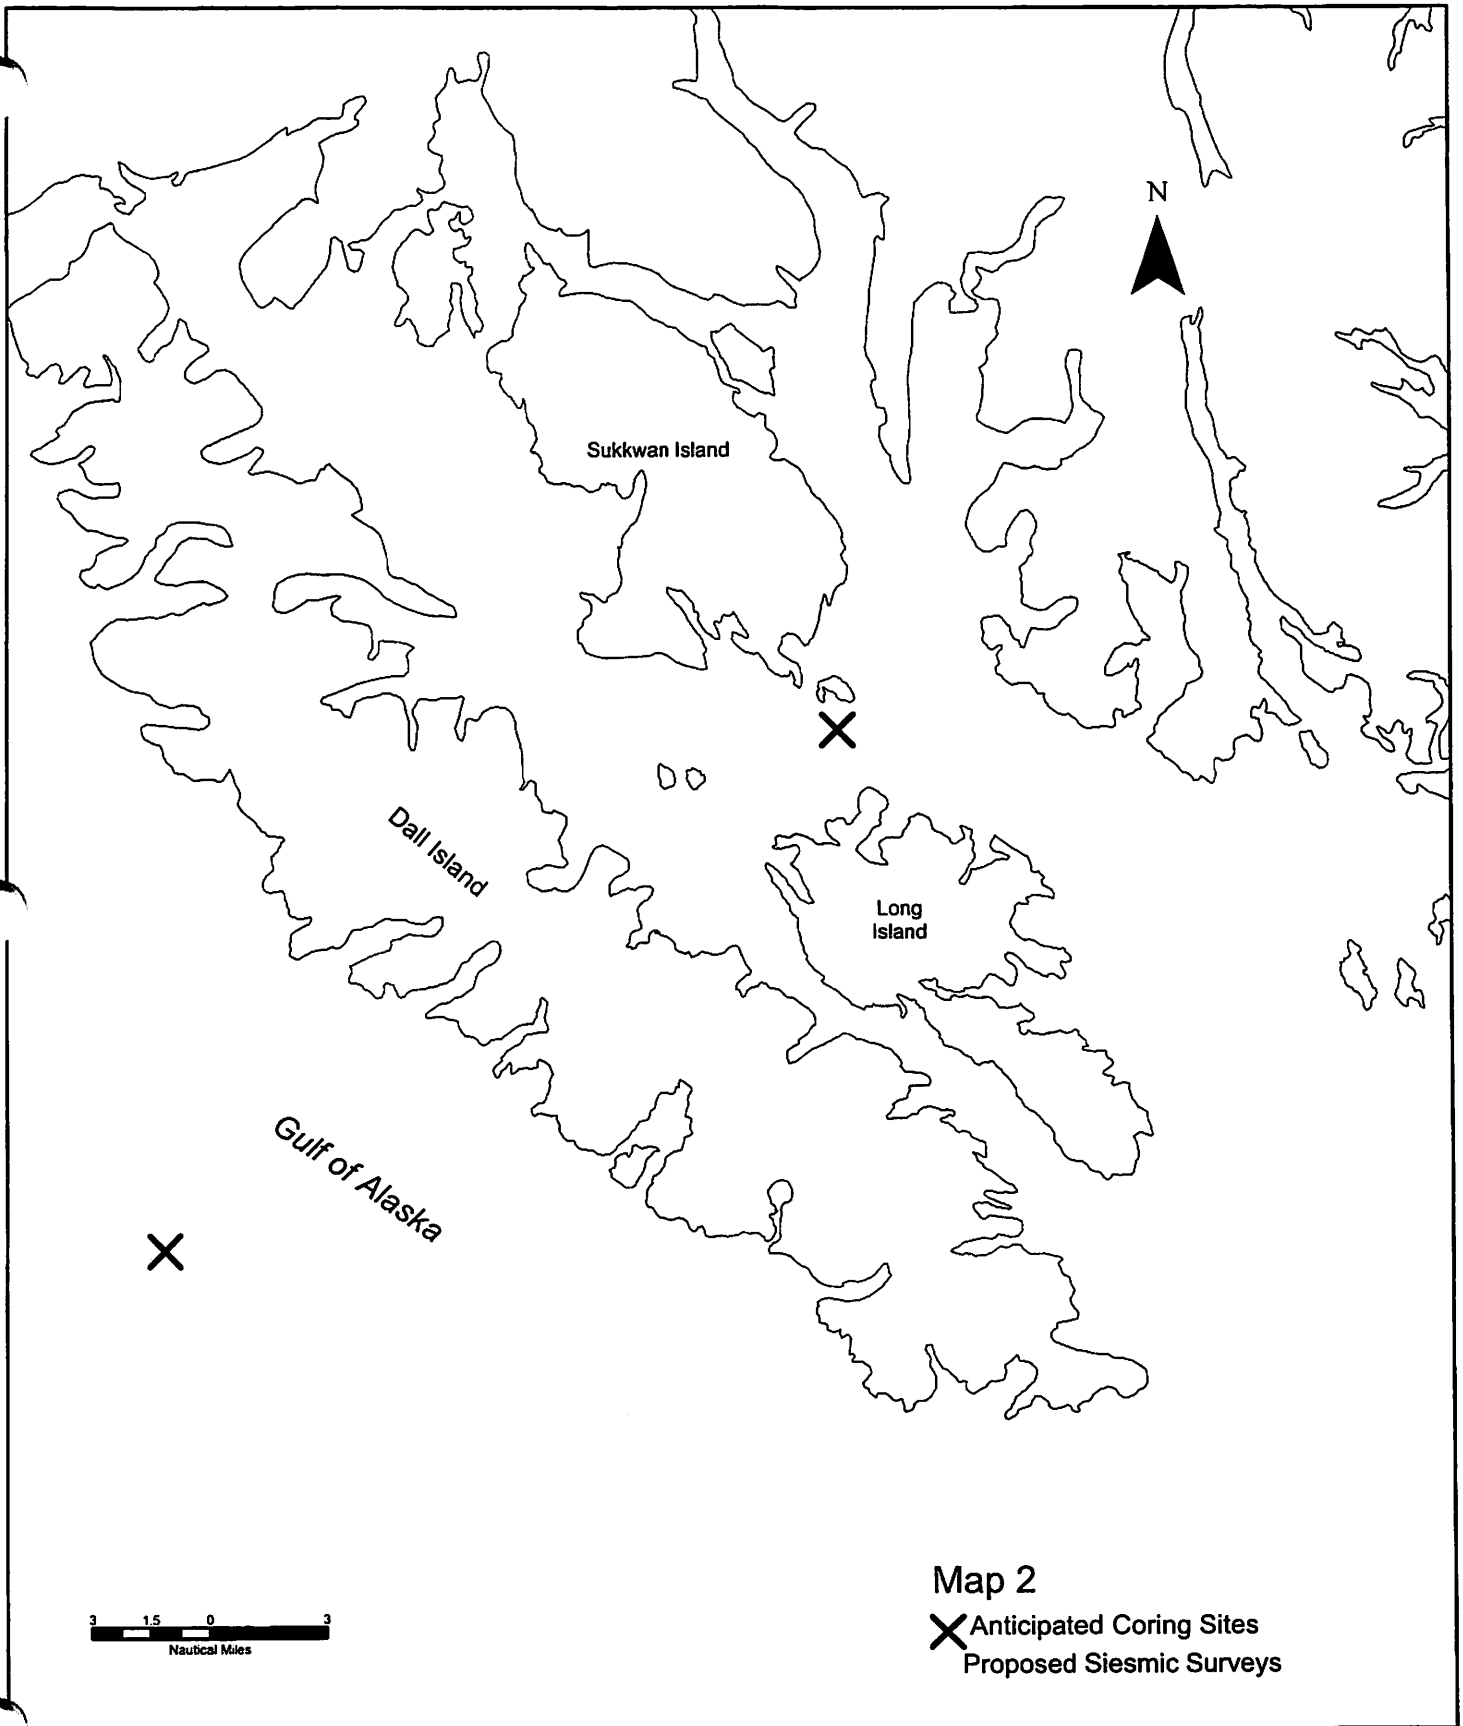 N
Sukkwan Island
Dall Island
Long
Island
Gulf of Alaska
Map 2
Anticipated Coring Sites
Proposed Siesmic Surveys
3 1.5 0 3
Nautical Miles